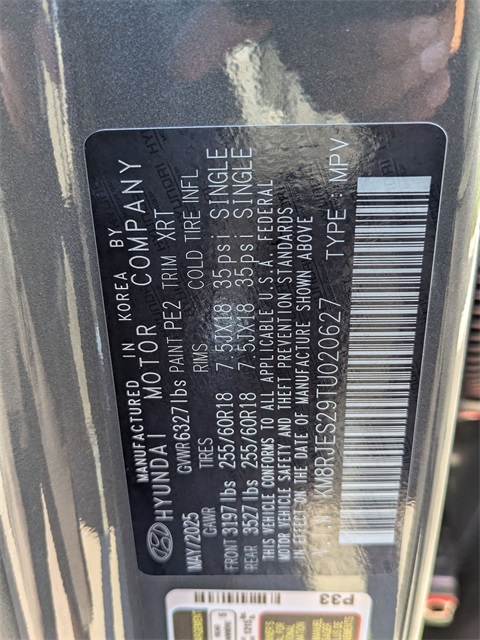 MANUFACTURED IN KOREA BY
HYUNDAI MOTOR COMPANY
MAY/2025 GVWR 6327 lbs PAINT PE2 TRIM XRT
GAWR TIRES RIMS COLD TIRE INFL
FRONT 3197 lbs 255/60R18 7.5JX18 35psi SINGLE
REAR 3527 lbs 255/60R18 7.5JX18 35psi SINGLE
THIS VEHICLE CONFORMS TO ALL APPLICABLE U.S.A. FEDERAL
MOTOR VEHICLE SAFETY AND THEFT PREVENTION STANDARDS
IN EFFECT ON THE DATE OF MANUFACTURE SHOWN ABOVE
V.I.N: KM8RJES29TU020627 TYPE : MPV
P33